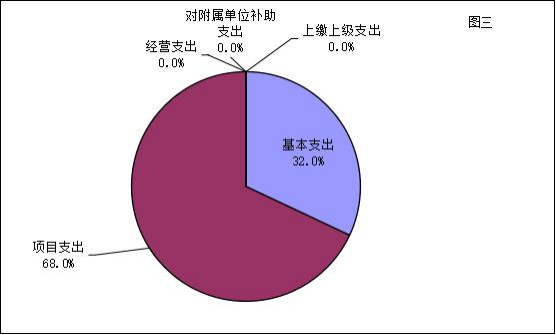 图三
对附属单位补助
支出
0.0%
上缴上级支出
0.0%
经营支出
0.0%
基本支出
32.0%
项目支出
68.0%